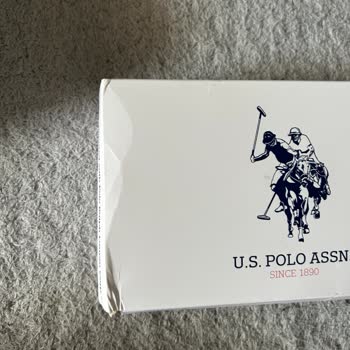 U.S. POLO ASSN
SINCE 1890